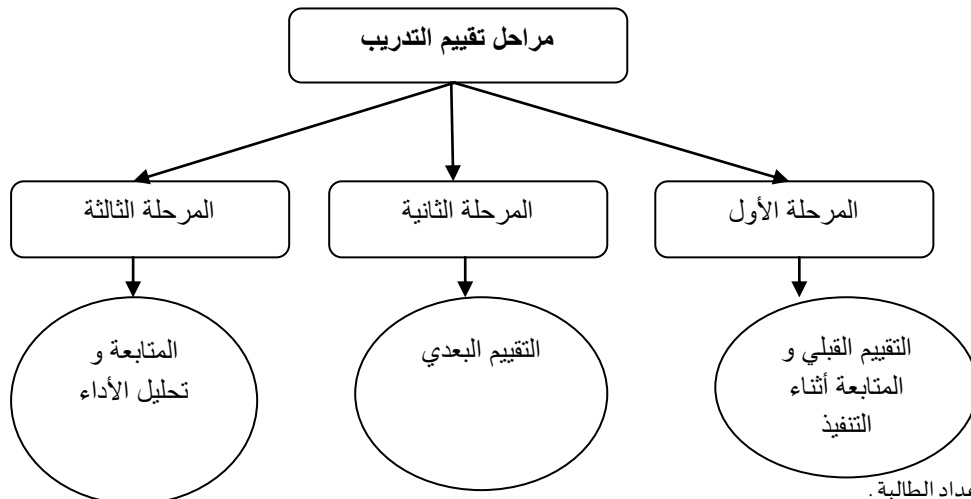 مراحل تقييم التدريب
المرحلة الأول
المرحلة الثانية
المرحلة الثالثة
التقييم القبلي و
المتابعة أثناء
التنفيذ
التقييم البعدي
المتابعة و
تحليل الأداء
الطالبة.